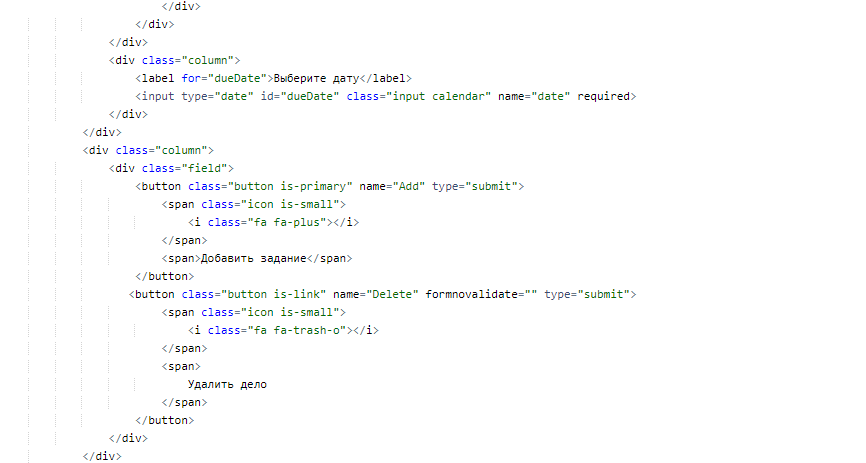 </div>
</div>
</div>
<div class="column">
<label for="dueDate">Выберите дату</label>
<input type="date" id="dueDate" class="input calendar" name="date" required>
</div>
</div>
<div class="column">
<div class="field">
<button class="button is-primary" name="Add" type="submit">
<span class="icon is-small">
<i class="fa fa-plus"></i>
</span>
<span>Добавить задание</span>
</button>
<button class="button is-link" name="Delete" formnovalidate="" type="submit">
<span class="icon is-small">
<i class="fa fa-trash-o"></i>
</span>
<span>
Удалить дело
</span>
</button>
</div>
</div>